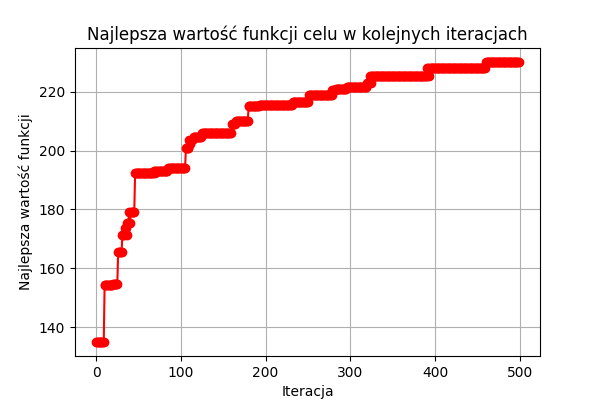 Najlepsza wartość funkcji celu w kolejnych iteracjach
Najlepsza wartość funkcji
220
200
180
160
140
0 100 200 300 400 500
Iteracja